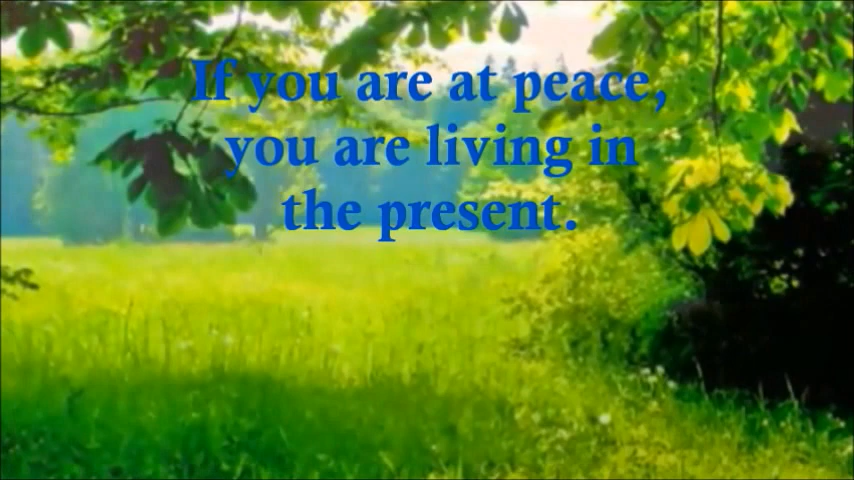 If you are at peace,
you are living in
the present.